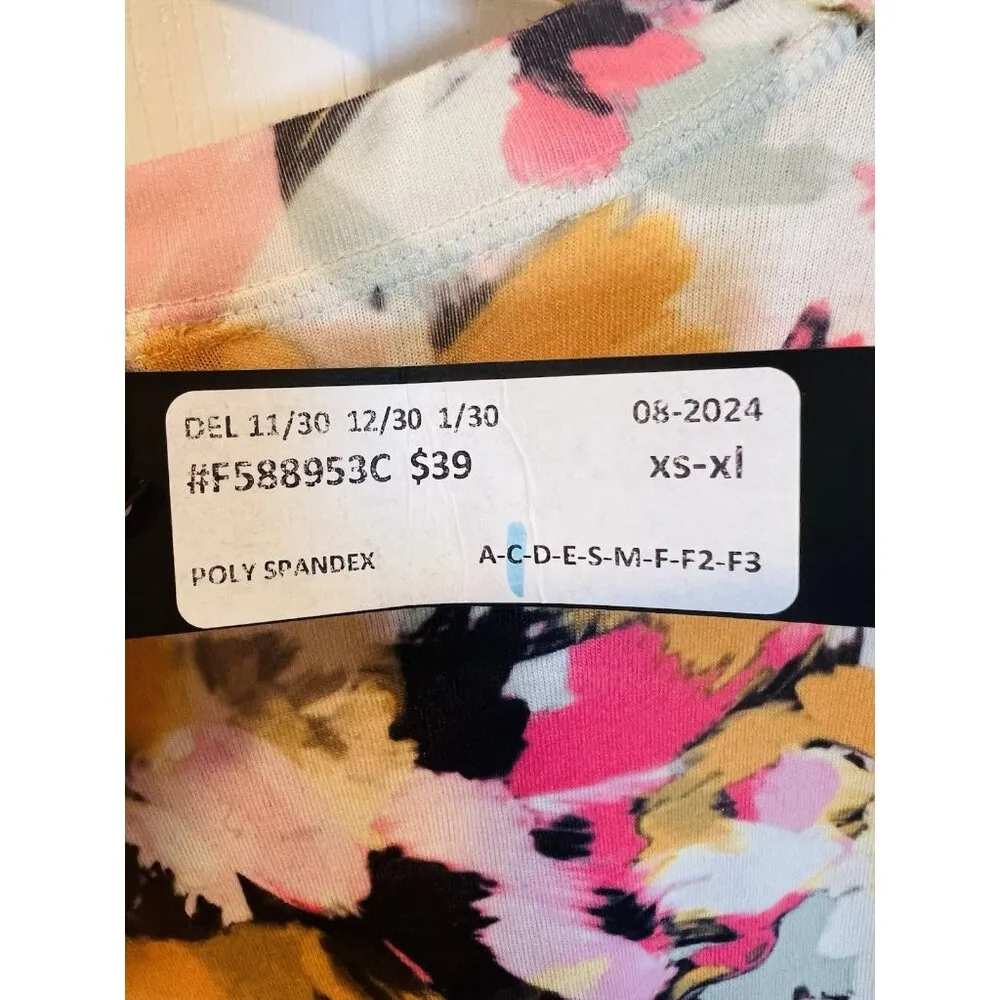 DEL 11/30 12/30 1/30 08-2024
#F588953C $39 XS-Xl
POLY SPANDEX A-C-D-E-S-M-F-F2-F3